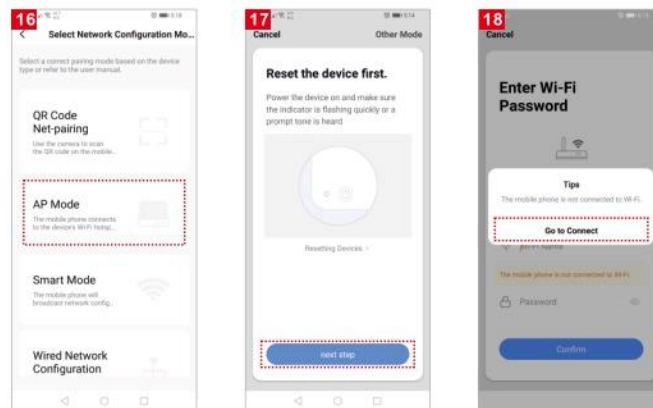 16
Select Network Configuration Mo...
Select a correct pairing mode based on the device
type or refer to the user manual.
QR Code
Net-pairing
Use the camera to scan
the QR code on the mobile...
AP Mode
The mobile phone connects
to the device's Wi-Fi hotsp...
Smart Mode
The mobile phone will
broadcast network config...
Wired Network
Configuration
17
Cancel
Other Mode
Reset the device first.
Power the device on and make sure
the indicator is flashing quickly or a
prompt tone is heard
Resetting Devices >
next step
18
Cancel
Enter Wi-Fi
Password
Tips
The mobile phone is not connected to Wi-Fi.
Go to Connect
Wi-Fi Name
The mobile phone is not connected to Wi-Fi
Password
Confirm